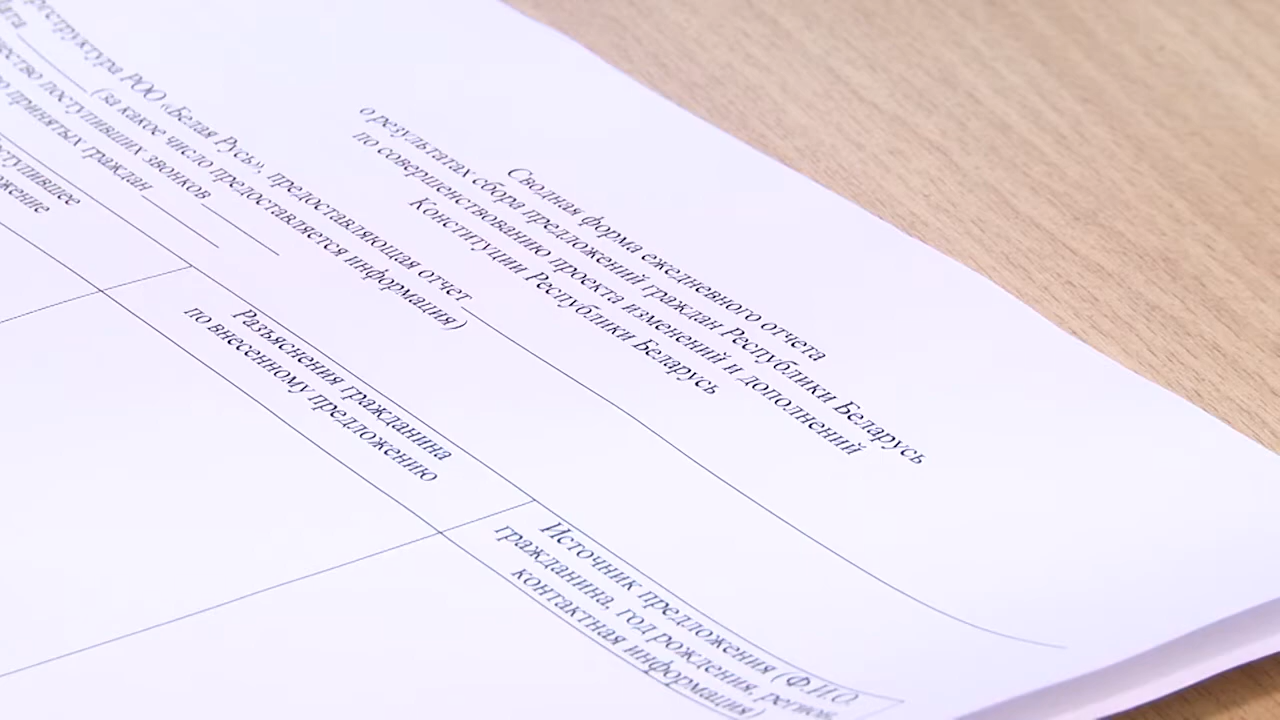 Сводная форма ежедневного отчета
о результатах сбора предложений граждан Республики Беларусь
по совершенствованию проекта изменений и дополнений
Конституции Республики Беларусь
РОО «Белая Русь», предоставляющая отчет
(за какое число предоставляется информация)
поступивших звонков
принятых граждан
Разъяснения гражданина
по внесенному предложению
Источник предложения (Ф.И.О.
гражданина, год рождения, регион,
контактная информация)